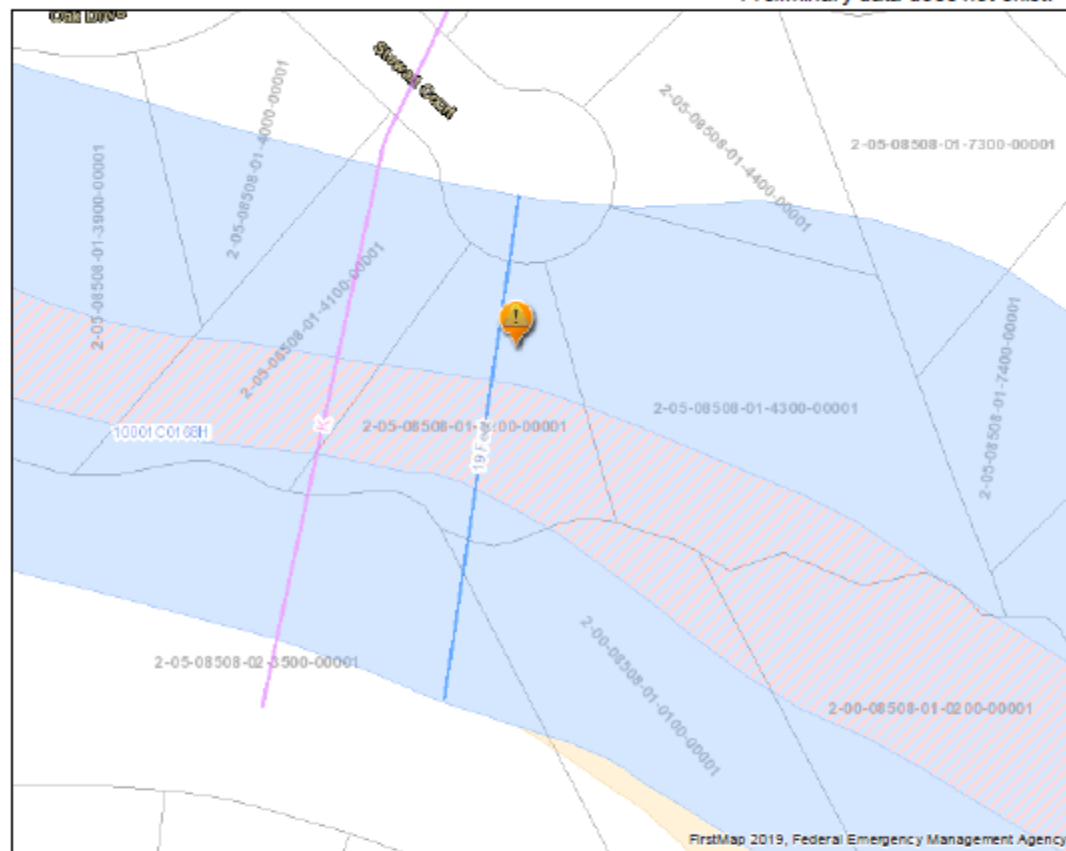 Preliminary data does not exist.
Oak Drive
2-05-08508-01-4000-00001
2-05-08508-01-4400-00001
2-05-08508-01-7300-00001
2-05-08508-01-3900-00001
2-05-08508-01-4100-00001
2-05-08508-01-7400-00001
2-05-08508-01-4300-00001
K
10001C0168H
19 Feet
2-05-08508-02-3500-00001
2-00-08508-01-0100-00001
2-00-08508-01-0200-00001
FirstMap 2019, Federal Emergency Management Agency